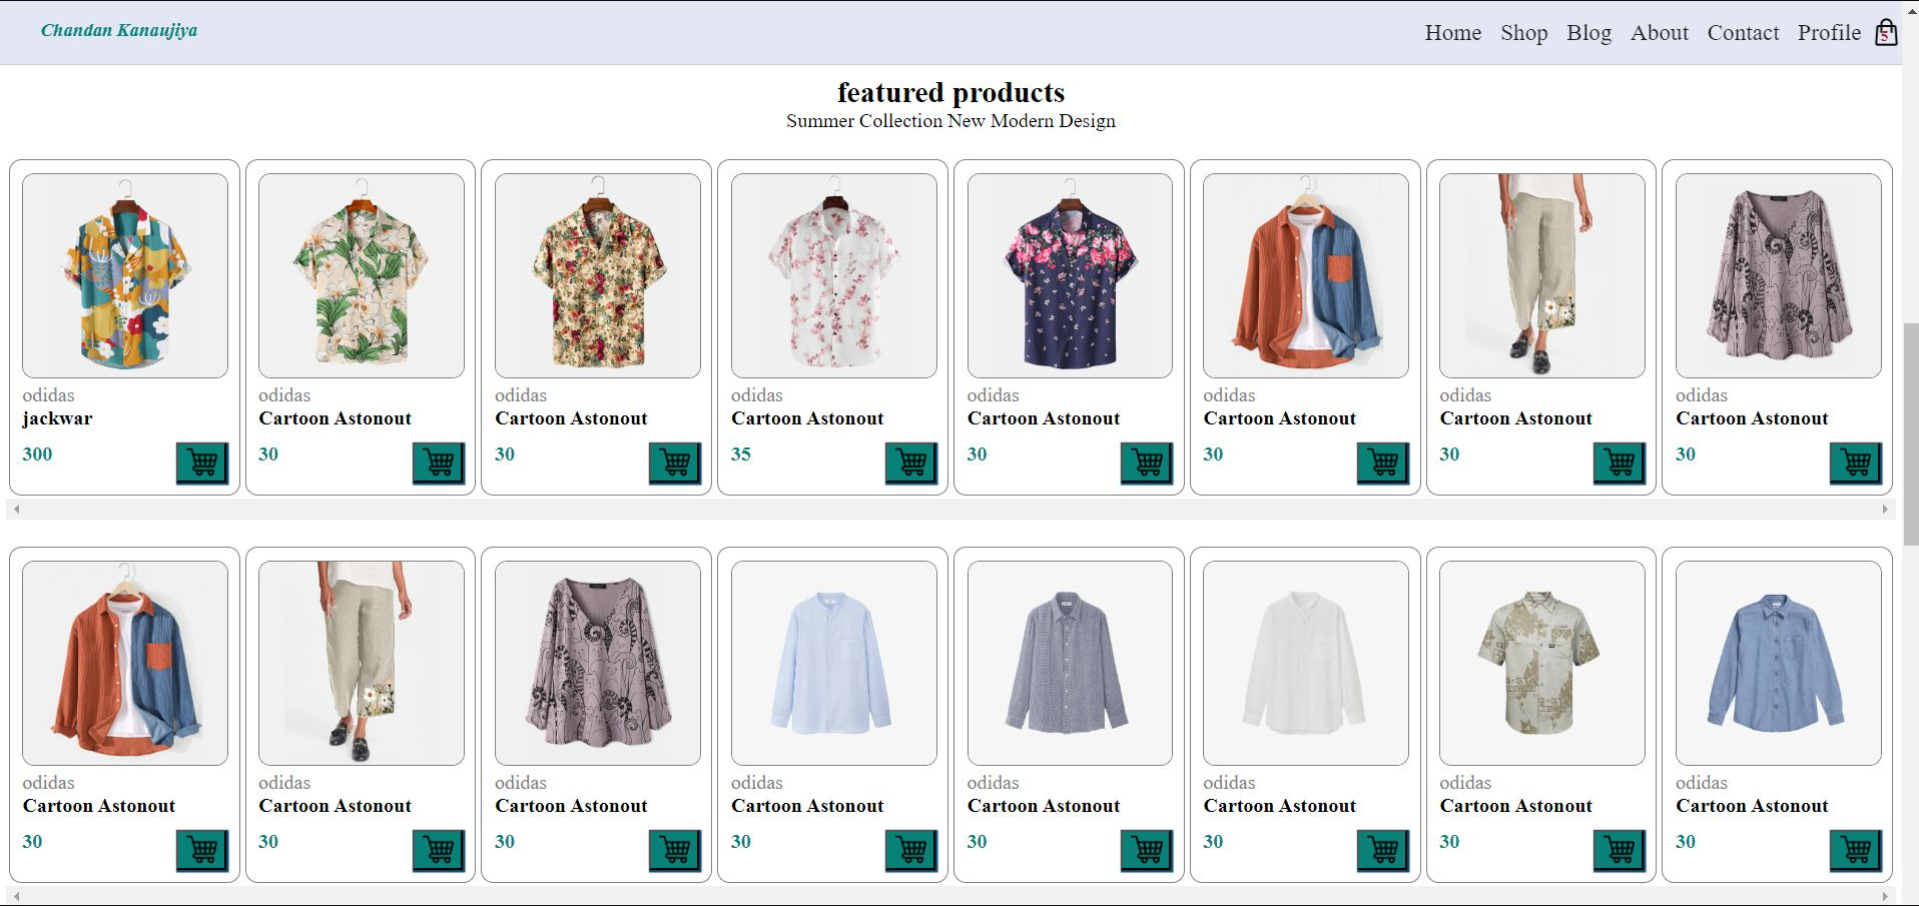 Chandan Kanaujiya
Home Shop Blog About Contact Profile 5
featured products
Summer Collection New Modern Design
odidas odidas odidas odidas odidas odidas odidas odidas
jackwar Cartoon Astonout Cartoon Astonout Cartoon Astonout Cartoon Astonout Cartoon Astonout Cartoon Astonout Cartoon Astonout
300 30 30 35 30 30 30 30
odidas odidas odidas odidas odidas odidas odidas odidas
Cartoon Astonout Cartoon Astonout Cartoon Astonout Cartoon Astonout Cartoon Astonout Cartoon Astonout Cartoon Astonout Cartoon Astonout
30 30 30 30 30 30 30 30